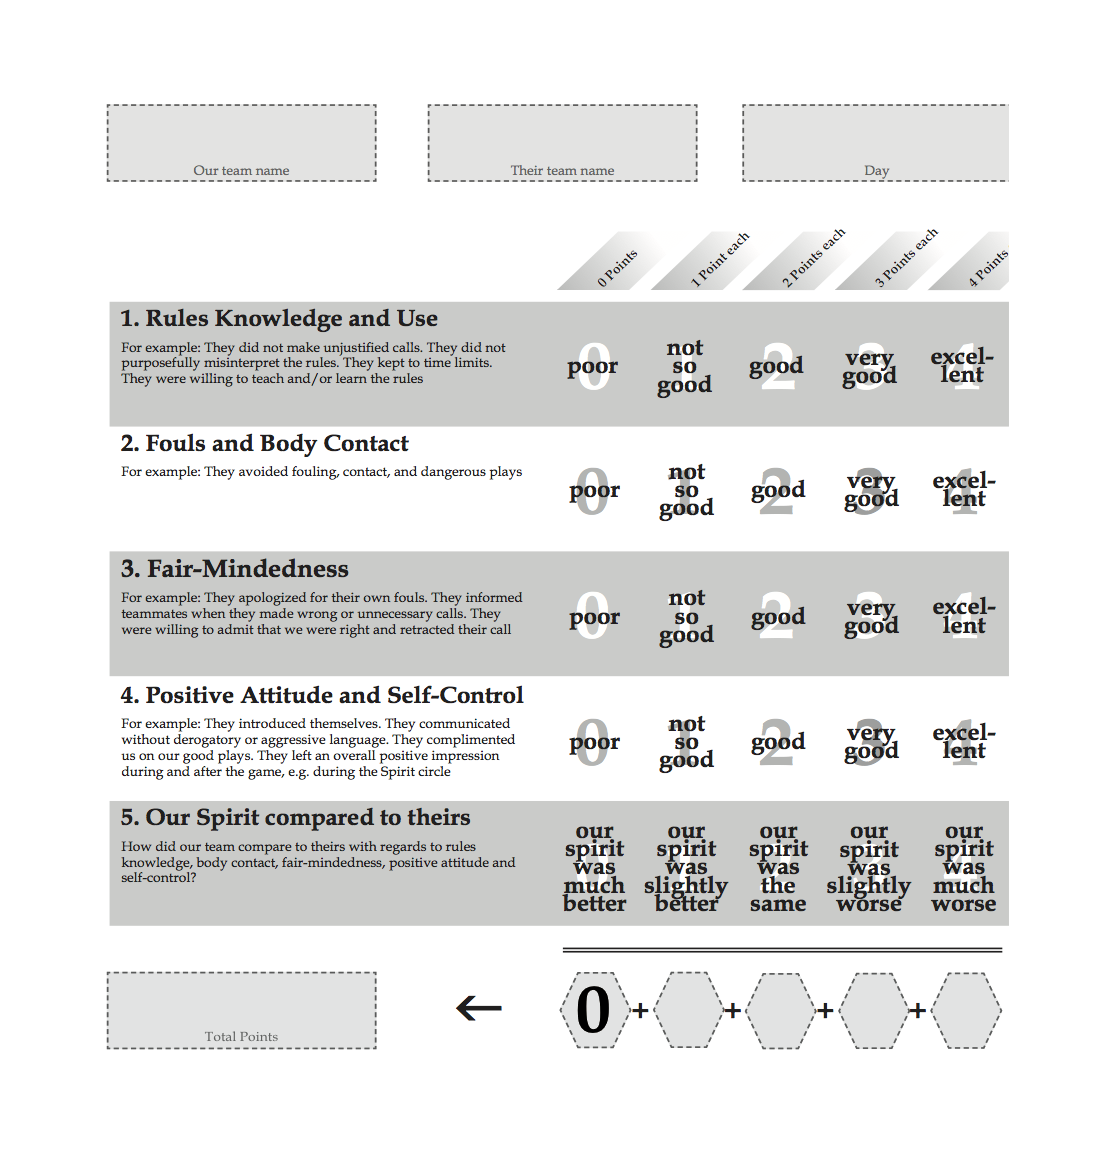 Our team name
Their team name
Day
0 Points
1 Point each
2 Points each
3 Points each
4 Points
1. Rules Knowledge and Use
For example: They did not make unjustified calls. They did not
purposefully misinterpret the rules. They kept to time limits.
They were willing to teach and/or learn the rules
0
poor
1
not
so
good
2
good
3
very
good
4
excel-
lent
2. Fouls and Body Contact
For example: They avoided fouling, contact, and dangerous plays
0
poor
1
not
so
good
2
good
3
very
good
4
excel-
lent
3. Fair-Mindedness
For example: They apologized for their own fouls. They informed
teammates when they made wrong or unnecessary calls. They
were willing to admit that we were right and retracted their call
0
poor
1
not
so
good
2
good
3
very
good
4
excel-
lent
4. Positive Attitude and Self-Control
For example: They introduced themselves. They communicated
without derogatory or aggressive language. They complimented
us on our good plays. They left an overall positive impression
during and after the game, e.g. during the Spirit circle
0
poor
1
not
so
good
2
good
3
very
good
4
excel-
lent
5. Our Spirit compared to theirs
How did our team compare to theirs with regards to rules
knowledge, body contact, fair-mindedness, positive attitude and
self-control?
0
our
spirit
was
much
better
1
our
spirit
was
slightly
better
2
our
spirit
was
the
same
3
our
spirit
was
slightly
worse
4
our
spirit
was
much
worse
Total Points
← 0 + + + +